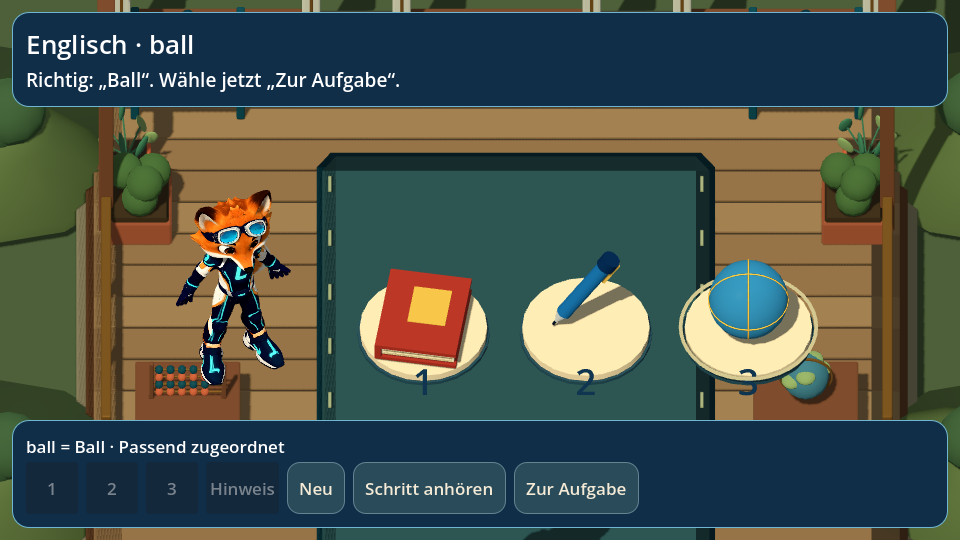 Englisch · ball
Richtig: „Ball“. Wähle jetzt „Zur Aufgabe“.
1 2 3
ball = Ball · Passend zugeordnet
1 2 3 Hinweis Neu Schritt anhören Zur Aufgabe